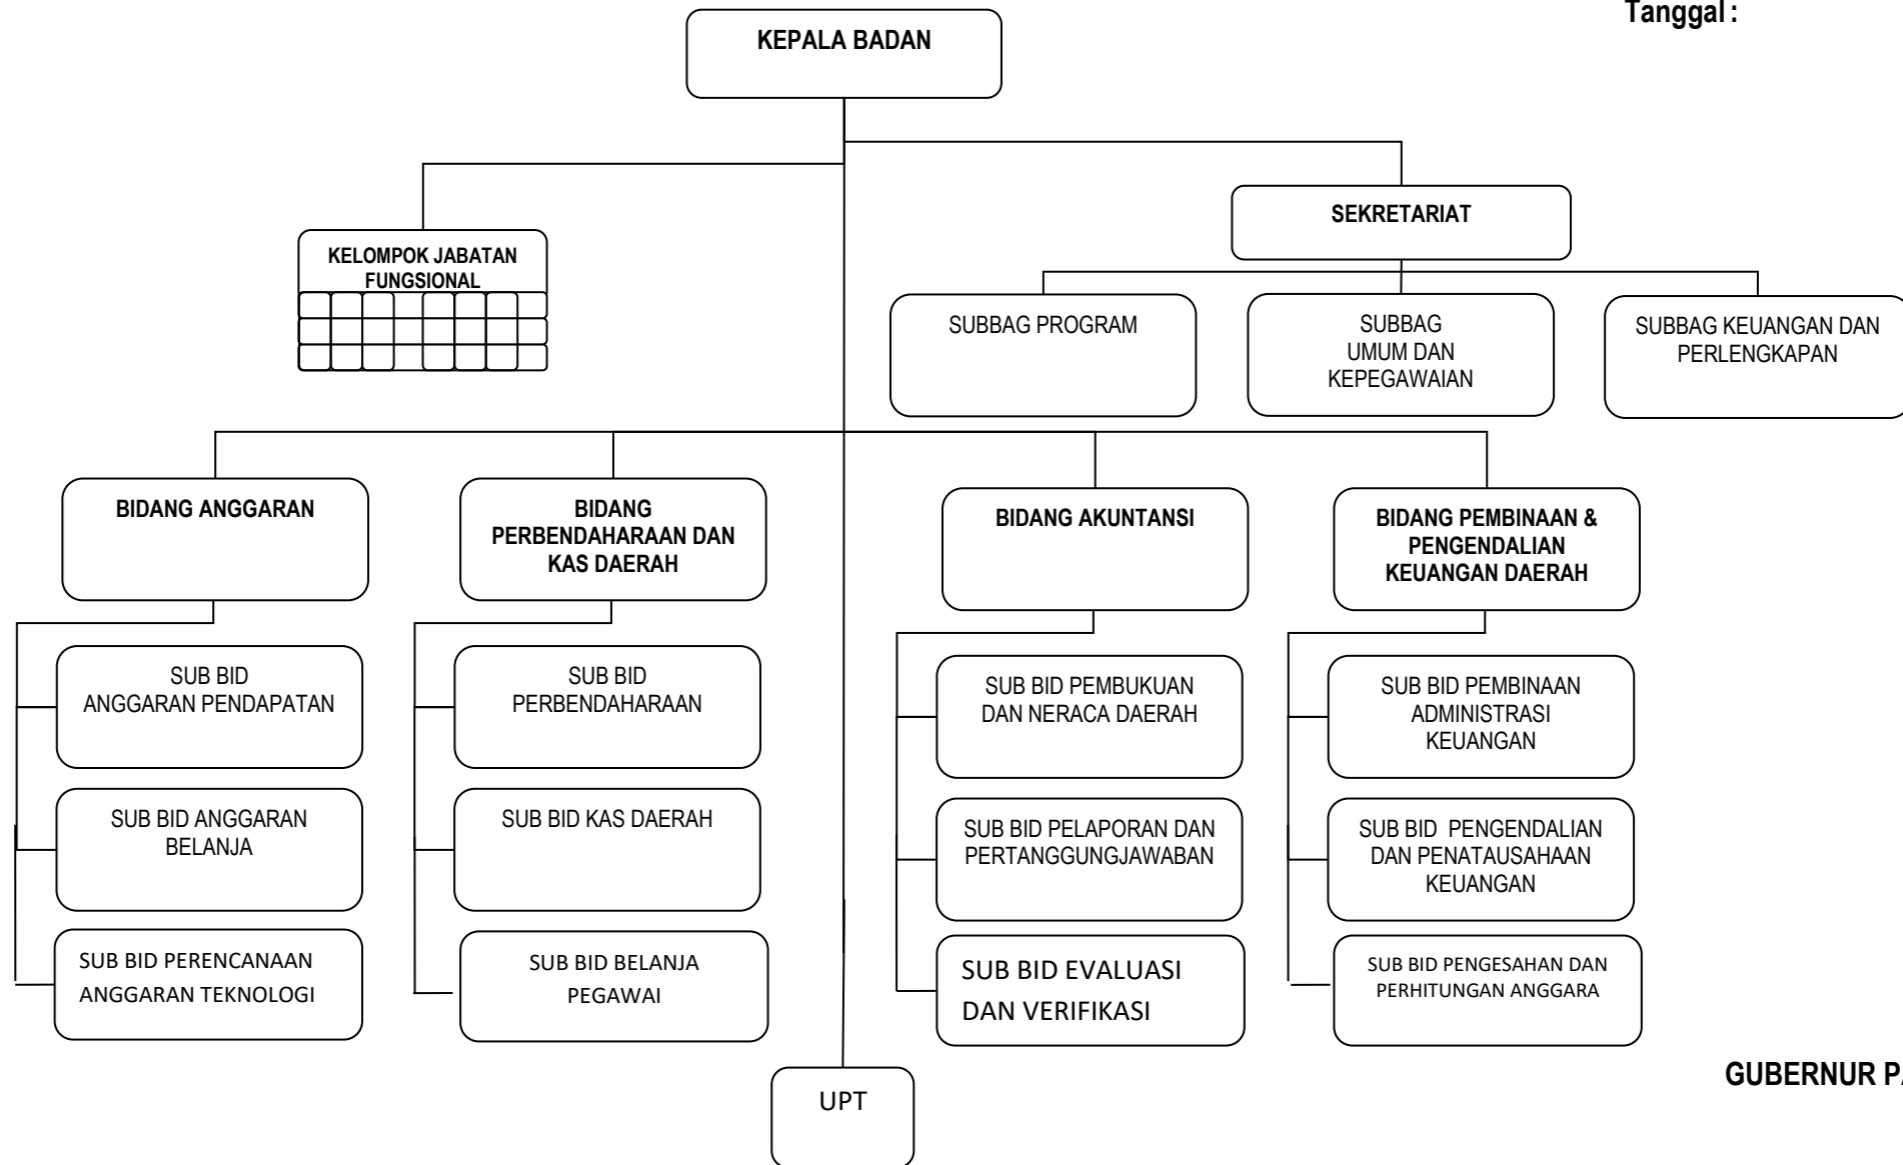 Tanggal :
KEPALA BADAN
SEKRETARIAT
KELOMPOK JABATAN
FUNGSIONAL
SUBBAG PROGRAM
SUBBAG
UMUM DAN
KEPEGAWAIAN
SUBBAG KEUANGAN DAN
PERLENGKAPAN
BIDANG ANGGARAN
BIDANG
PERBENDAHARAAN DAN
KAS DAERAH
BIDANG AKUNTANSI
BIDANG PEMBINAAN &
PENGENDALIAN
KEUANGAN DAERAH
SUB BID
ANGGARAN PENDAPATAN
SUB BID
PERBENDAHARAAN
SUB BID PEMBUKUAN
DAN NERACA DAERAH
SUB BID PEMBINAAN
ADMINISTRASI
KEUANGAN
SUB BID ANGGARAN
BELANJA
SUB BID KAS DAERAH
SUB BID PELAPORAN DAN
PERTANGGUNGJAWABAN
SUB BID  PENGENDALIAN
DAN PENATAUSAHAAN
KEUANGAN
SUB BID PERENCANAAN
ANGGARAN TEKNOLOGI
SUB BID BELANJA
PEGAWAI
SUB BID EVALUASI
DAN VERIFIKASI
SUB BID PENGESAHAN DAN
PERHITUNGAN ANGGARA
UPT
GUBERNUR